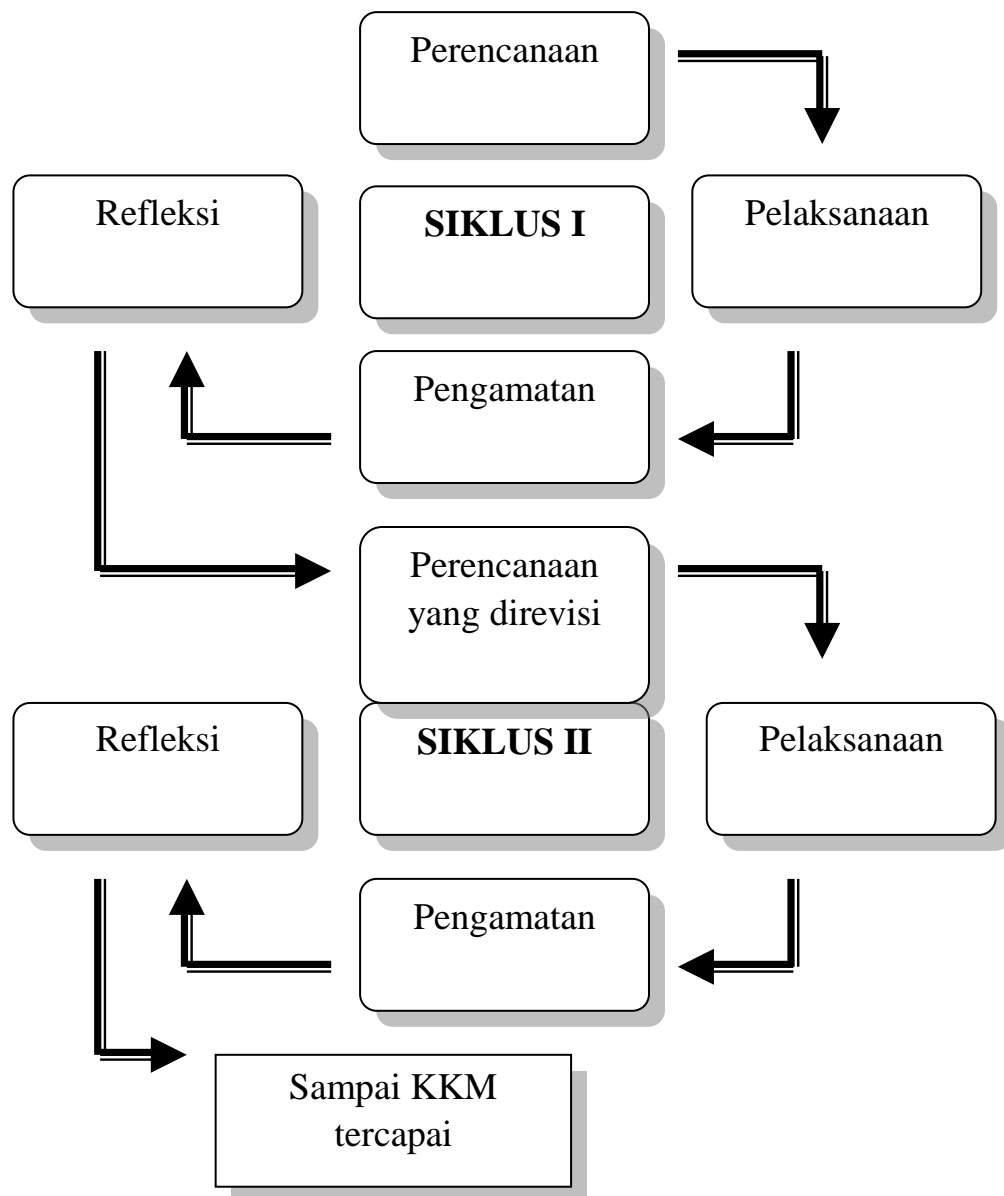 Perencanaan
Refleksi
SIKLUS I
Pelaksanaan
Pengamatan
Perencanaan
yang direvisi
Refleksi
SIKLUS II
Pelaksanaan
Pengamatan
Sampai KKM
tercapai